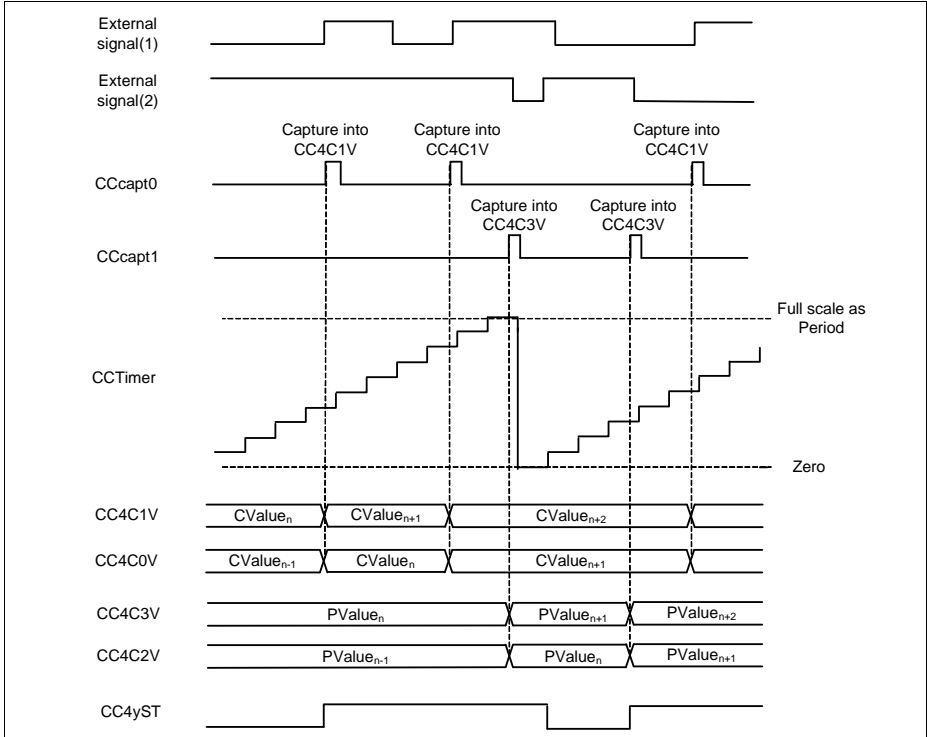 External
signal(1)
External
signal(2)
Capture into
CC4C1V
Capture into
CC4C1V
Capture into
CC4C1V
CCcapt0
Capture into
CC4C3V
Capture into
CC4C3V
CCcapt1
Full scale as
Period
CCTimer
Zero
CC4C1V CValueₙ CValueₙ₊₁ CValueₙ₊₂
CC4C0V CValueₙ₋₁ CValueₙ CValueₙ₊₁
CC4C3V PValueₙ PValueₙ₊₁ PValueₙ₊₂
CC4C2V PValueₙ₋₁ PValueₙ PValueₙ₊₁
CC4yST